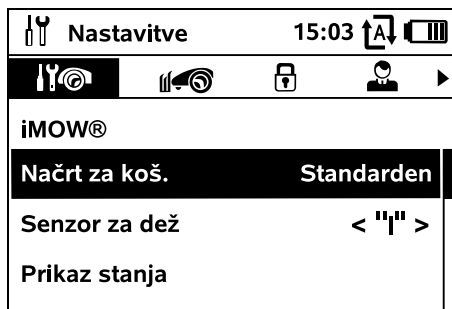 Nastavitve 15:03 A
iMOW®
Načrt za koš. Standarden
Senzor za dež < "|" >
Prikaz stanja